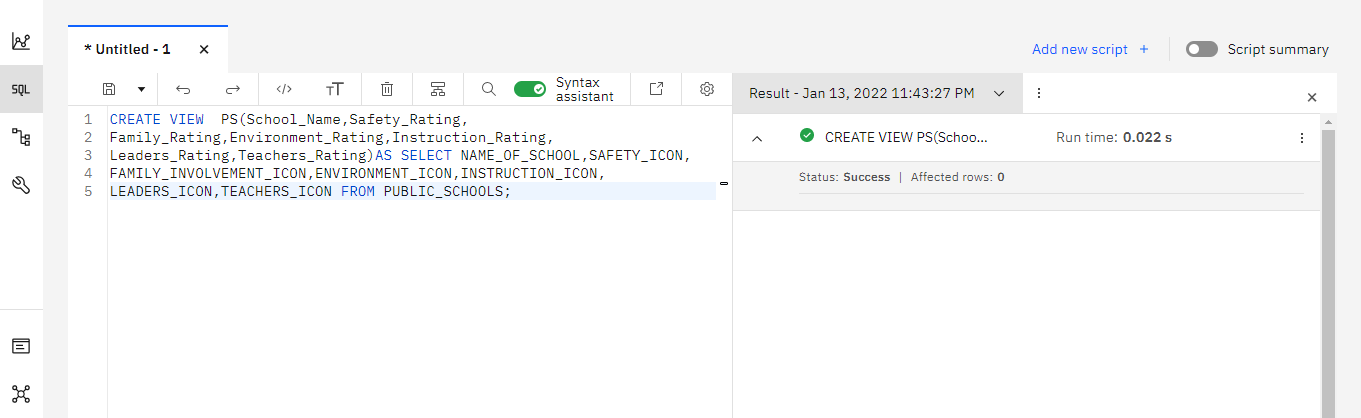 * Untitled - 1 ×
Add new script +
Script summary
SQL
</> TT
Syntax
assistant
Result - Jan 13, 2022 11:43:27 PM
1 CREATE VIEW  PS(School_Name,Safety_Rating,
2 Family_Rating,Environment_Rating,Instruction_Rating,
3 Leaders_Rating,Teachers_Rating)AS SELECT NAME_OF_SCHOOL,SAFETY_ICON,
4 FAMILY_INVOLVEMENT_ICON,ENVIRONMENT_ICON,INSTRUCTION_ICON,
5 LEADERS_ICON,TEACHERS_ICON FROM PUBLIC_SCHOOLS;
CREATE VIEW PS(Schoo...
Run time: 0.022 s
Status: Success | Affected rows: 0